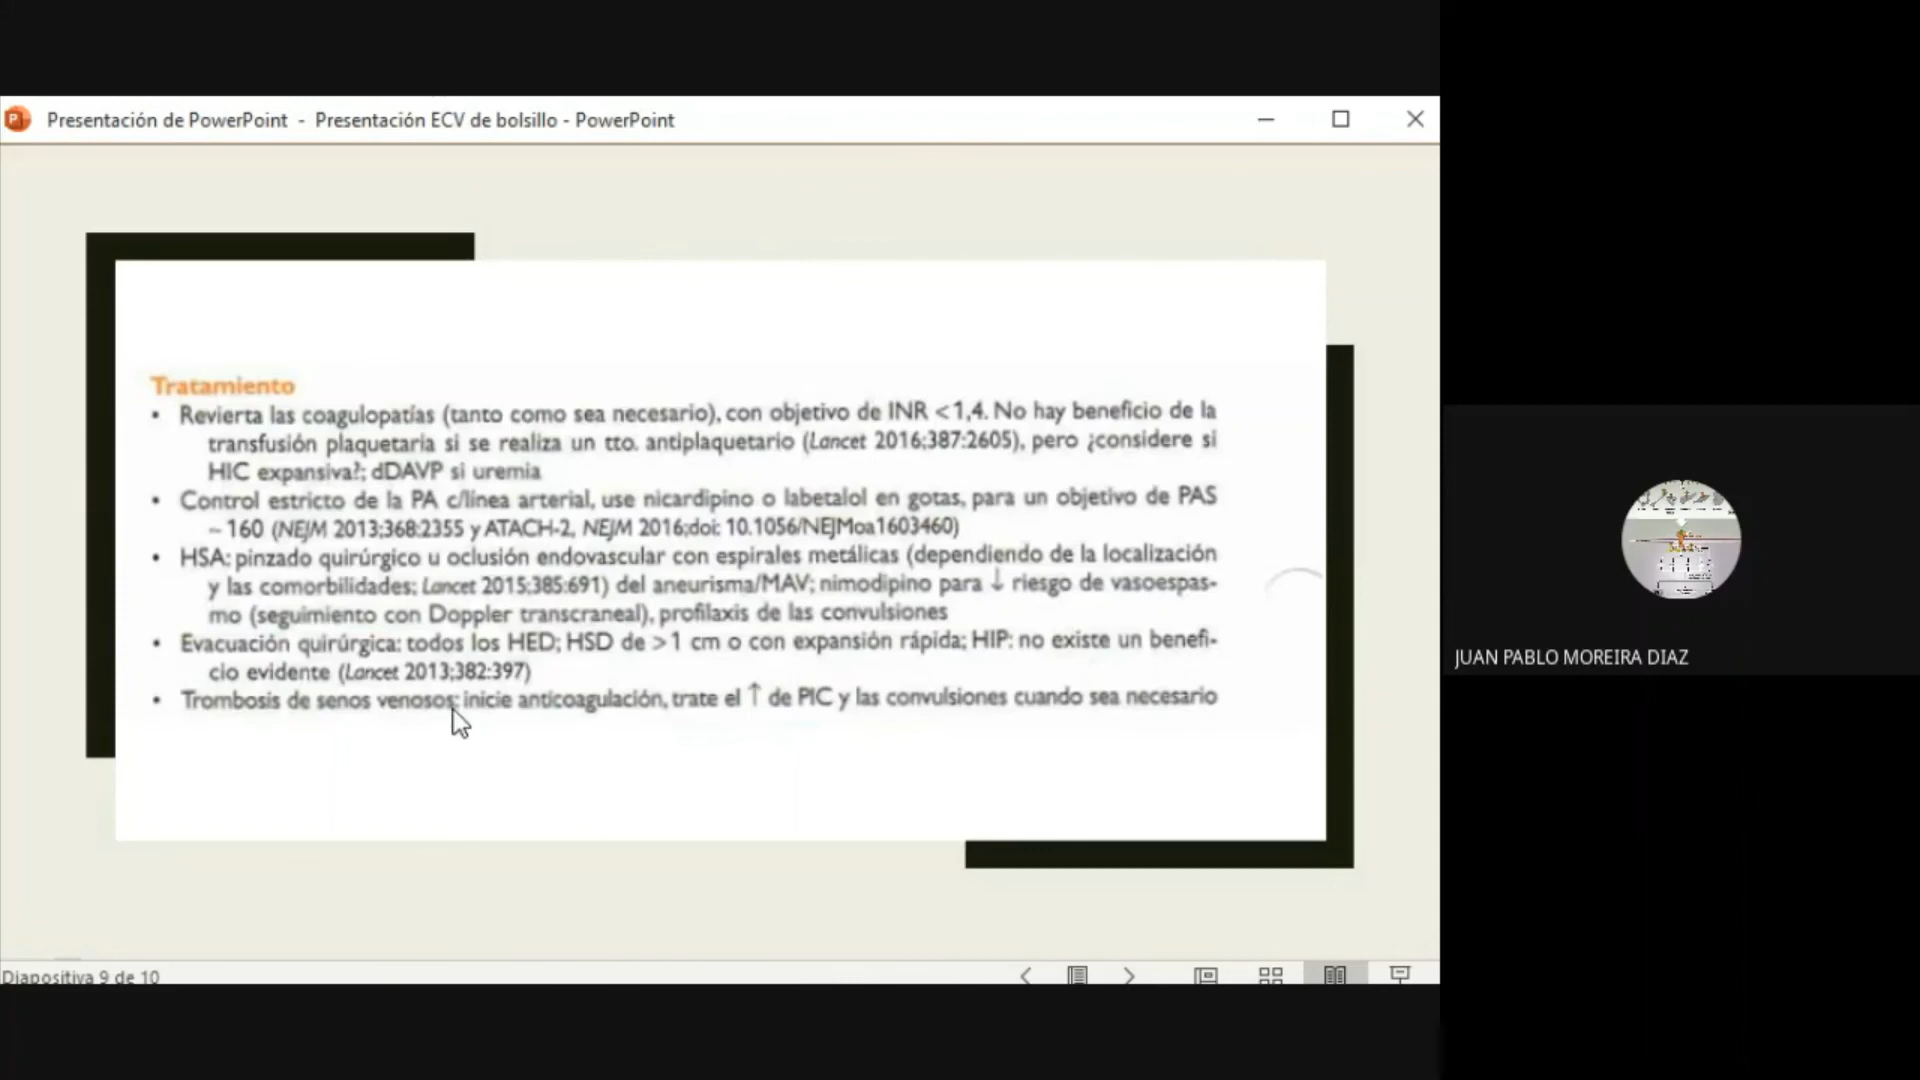 Presentación de PowerPoint - Presentación ECV de bolsillo - PowerPoint
Tratamiento
• Revierta las coagulopatías (tanto como sea necesario), con objetivo de INR <1,4. No hay beneficio de la
transfusión plaquetaria si se realiza un tto. antiplaquetario (Lancet 2016;387:2605), pero ¿considere si
HIC expansiva?; dDAVP si uremia
• Control estricto de la PA c/línea arterial, use nicardipino o labetalol en gotas, para un objetivo de PAS
~ 160 (NEJM 2013;368:2355 y ATACH-2, NEJM 2016;doi: 10.1056/NEJMoa1603460)
• HSA: pinzado quirúrgico u oclusión endovascular con espirales metálicas (dependiendo de la localización
y las comorbilidades; Lancet 2015;385:691) del aneurisma/MAV; nimodipino para ↓ riesgo de vasoespas-
mo (seguimiento con Doppler transcraneal), profilaxis de las convulsiones
• Evacuación quirúrgica: todos los HED; HSD de >1 cm o con expansión rápida; HIP: no existe un benefi-
cio evidente (Lancet 2013;382:397)
• Trombosis de senos venosos: inicie anticoagulación, trate el ↑ de PIC y las convulsiones cuando sea necesario
JUAN PABLO MOREIRA DIAZ
Diapositiva 9 de 10